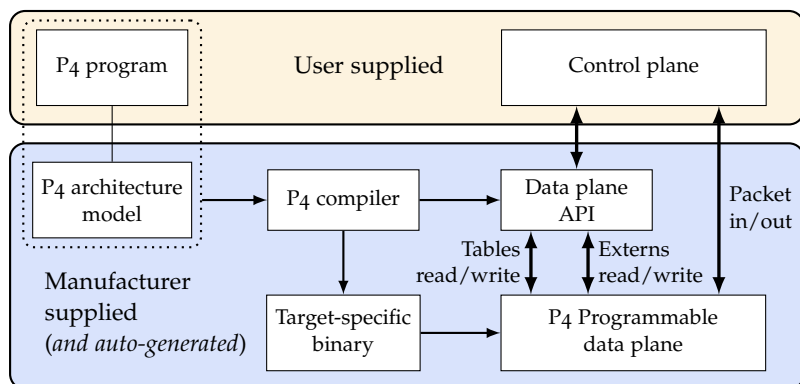 P4 program
User supplied
Control plane
P4 architecture
model
P4 compiler
Data plane
API
Packet
in/out
Tables
read/write
Externs
read/write
Manufacturer
supplied
(and auto-generated)
Target-specific
binary
P4 Programmable
data plane